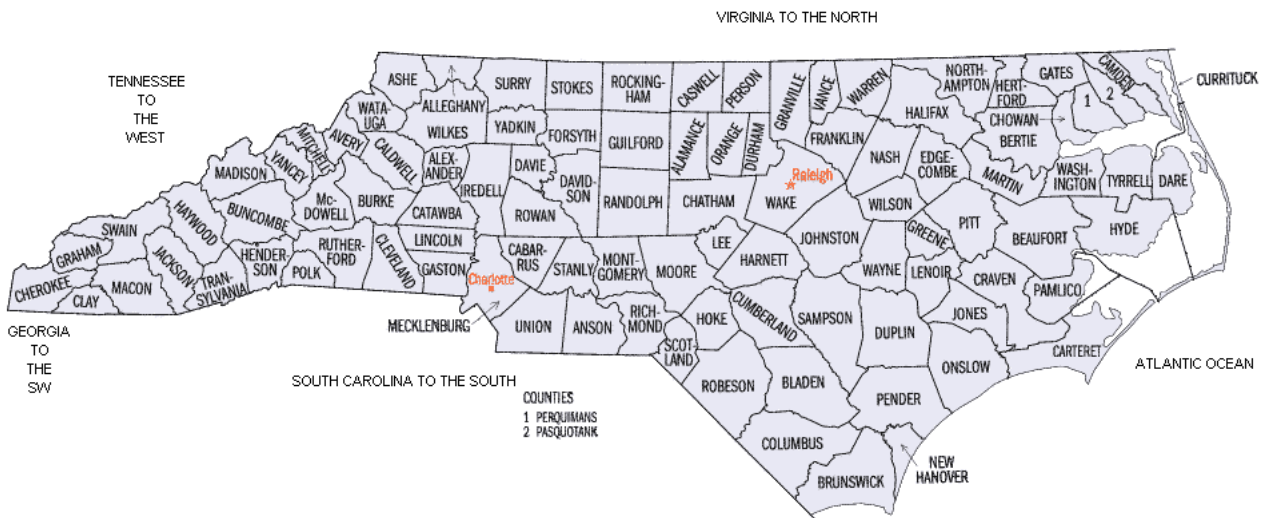 VIRGINIA TO THE NORTH
TENNESSEE
TO
THE
WEST
GEORGIA
TO
THE
SW
SOUTH CAROLINA TO THE SOUTH
ATLANTIC OCEAN
ASHE
ALLEGHANY
SURRY
STOKES
ROCKING-
HAM
CASWELL
PERSON
GRANVILLE
VANCE
WARREN
NORTH-
AMPTON
HERT-
FORD
GATES
CAMDEN
CURRITUCK
WATA-
UGA
WILKES
YADKIN
FORSYTH
GUILFORD
ALAMANCE
ORANGE
DURHAM
FRANKLIN
HALIFAX
CHOWAN
BERTIE
1
2
MITCHELL
AVERY
CALDWELL
ALEX-
ANDER
IREDELL
DAVIE
DAVID-
SON
RANDOLPH
CHATHAM
WAKE
Raleigh
NASH
EDGE-
COMBE
MARTIN
WASH-
INGTON
TYRRELL
DARE
MADISON
YANCEY
Mc-
DOWELL
BURKE
CATAWBA
ROWAN
WILSON
PITT
BEAUFORT
HYDE
SWAIN
HAYWOOD
BUNCOMBE
RUTHER-
FORD
CLEVELAND
LINCOLN
CABAR-
RUS
STANLY
MONT-
GOMERY
MOORE
LEE
HARNETT
JOHNSTON
GREENE
WAYNE
LENOIR
CRAVEN
PAMLICO
GRAHAM
CHEROKEE
CLAY
MACON
JACKSON
TRAN-
SYLVANIA
HENDER-
SON
POLK
GASTON
Charlotte
MECKLENBURG
UNION
ANSON
RICH-
MOND
SCOT-
LAND
HOKE
CUMBERLAND
SAMPSON
DUPLIN
JONES
CARTERET
ONSLOW
ROBESON
BLADEN
PENDER
COLUMBUS
BRUNSWICK
NEW
HANOVER
COUNTIES
1 PERQUIMANS
2 PASQUOTANK